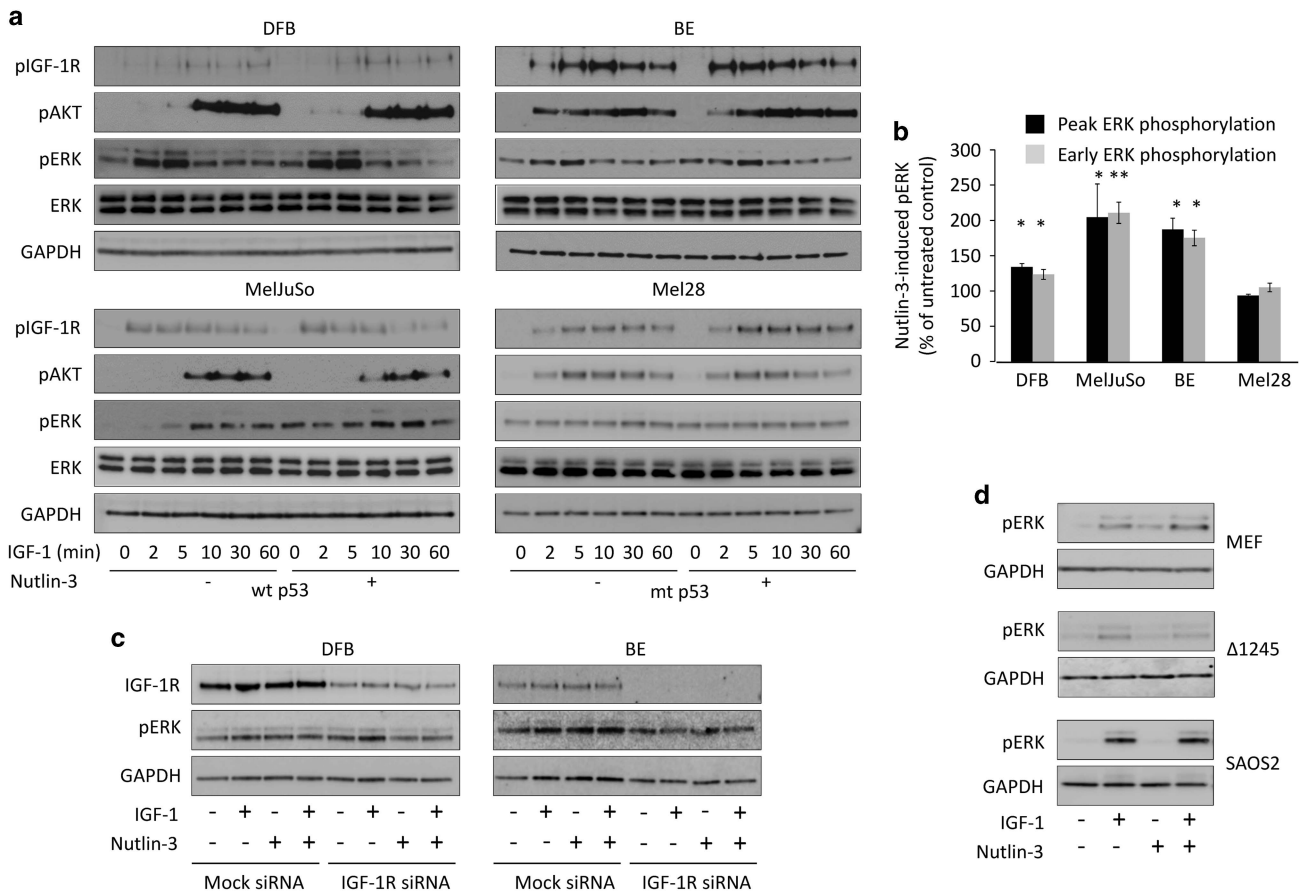 a
DFB
BE
pIGF-1R
pAKT
pERK
ERK
GAPDH
MelJuSo
Mel28
pIGF-1R
pAKT
pERK
ERK
GAPDH
IGF-1 (min) 0 2 5 10 30 60 0 2 5 10 30 60 0 2 5 10 30 60 0 2 5 10 30 60
Nutlin-3 - + - +
wt p53 mt p53
b
Peak ERK phosphorylation
Early ERK phosphorylation
Nutlin-3-induced pERK
(% of untreated control)
300
250
200
150
100
50
0
* *
* **
* *
DFB MelJuSo BE Mel28
c
DFB
BE
IGF-1R
pERK
GAPDH
IGF-1 - + - + - + - + - + - + - + - +
Nutlin-3 - - + + - - + + - - + + - - + +
Mock siRNA IGF-1R siRNA Mock siRNA IGF-1R siRNA
d
pERK
GAPDH
MEF
pERK
GAPDH
Δ1245
pERK
GAPDH
SAOS2
IGF-1 - + - +
Nutlin-3 - - + +